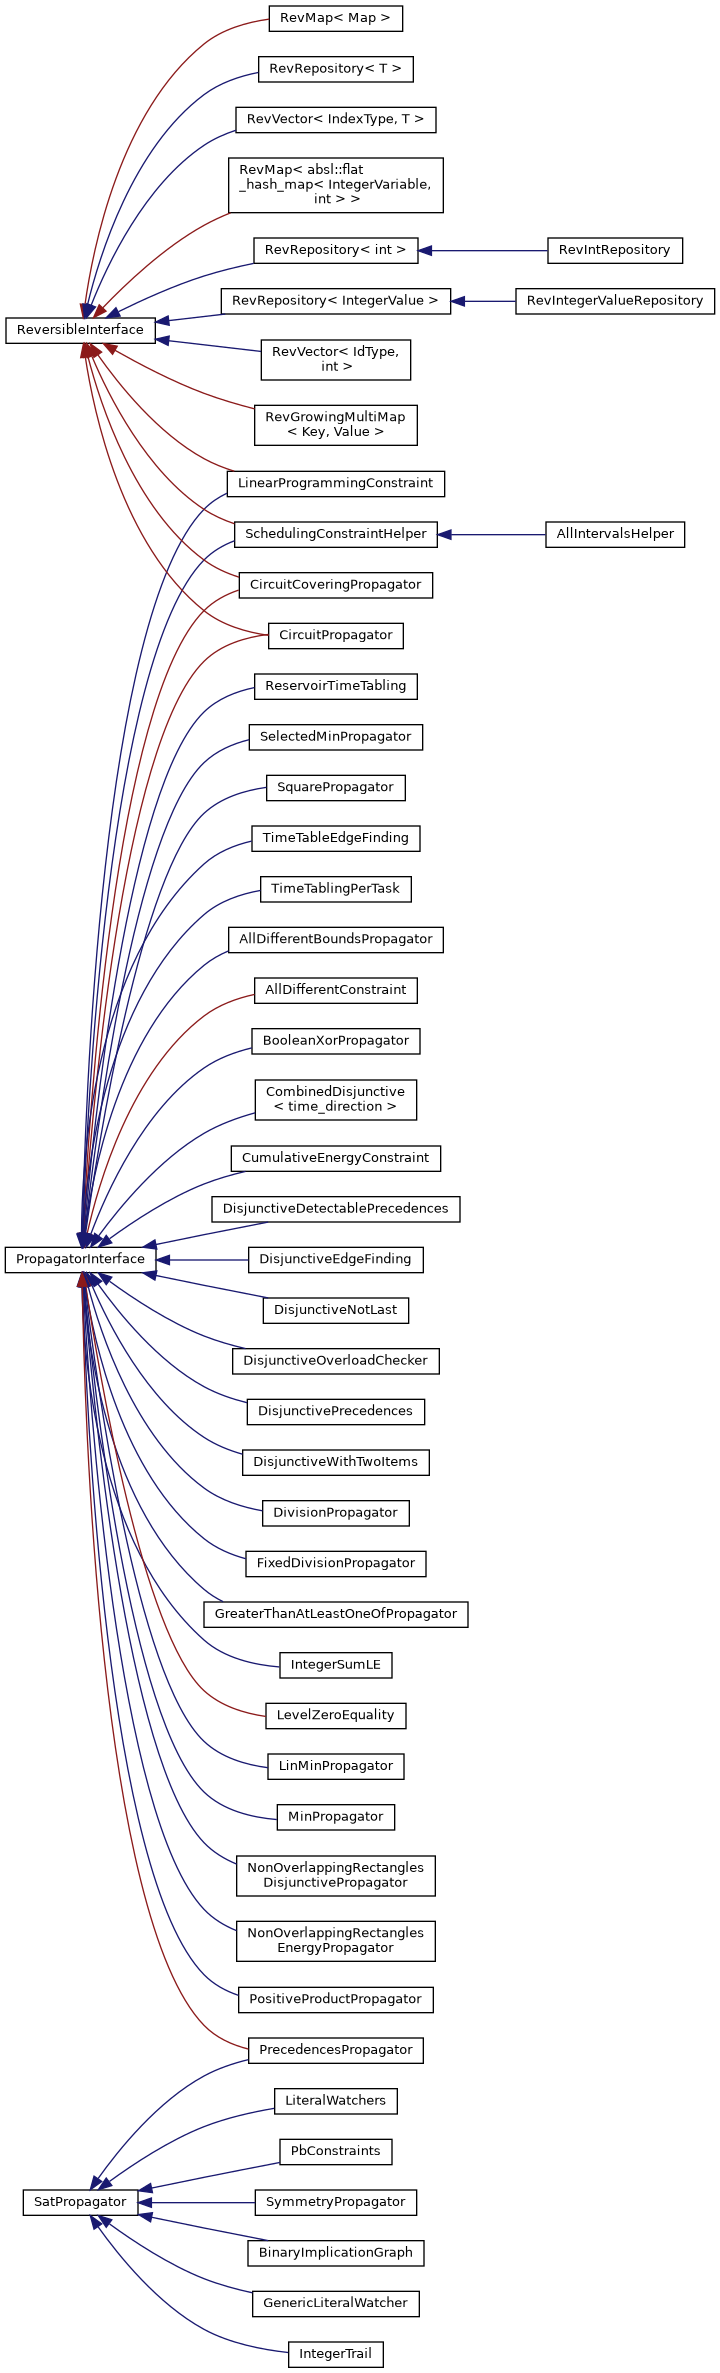 RevMap< Map >
RevRepository< T >
RevVector< IndexType, T >
RevMap< absl::flat
_hash_map< IntegerVariable,
int > >
RevRepository< int >
RevIntRepository
RevRepository< IntegerValue >
RevIntegerValueRepository
ReversibleInterface
RevVector< IdType,
int >
RevGrowingMultiMap
< Key, Value >
LinearProgrammingConstraint
SchedulingConstraintHelper
AllIntervalsHelper
CircuitCoveringPropagator
CircuitPropagator
ReservoirTimeTabling
SelectedMinPropagator
SquarePropagator
TimeTableEdgeFinding
TimeTablingPerTask
AllDifferentBoundsPropagator
AllDifferentConstraint
BooleanXorPropagator
CombinedDisjunctive
< time_direction >
CumulativeEnergyConstraint
DisjunctiveDetectablePrecedences
PropagatorInterface
DisjunctiveEdgeFinding
DisjunctiveNotLast
DisjunctiveOverloadChecker
DisjunctivePrecedences
DisjunctiveWithTwoItems
DivisionPropagator
FixedDivisionPropagator
GreaterThanAtLeastOneOfPropagator
IntegerSumLE
LevelZeroEquality
LinMinPropagator
MinPropagator
NonOverlappingRectangles
DisjunctivePropagator
NonOverlappingRectangles
EnergyPropagator
PositiveProductPropagator
PrecedencesPropagator
LiteralWatchers
PbConstraints
SatPropagator
SymmetryPropagator
BinaryImplicationGraph
GenericLiteralWatcher
IntegerTrail